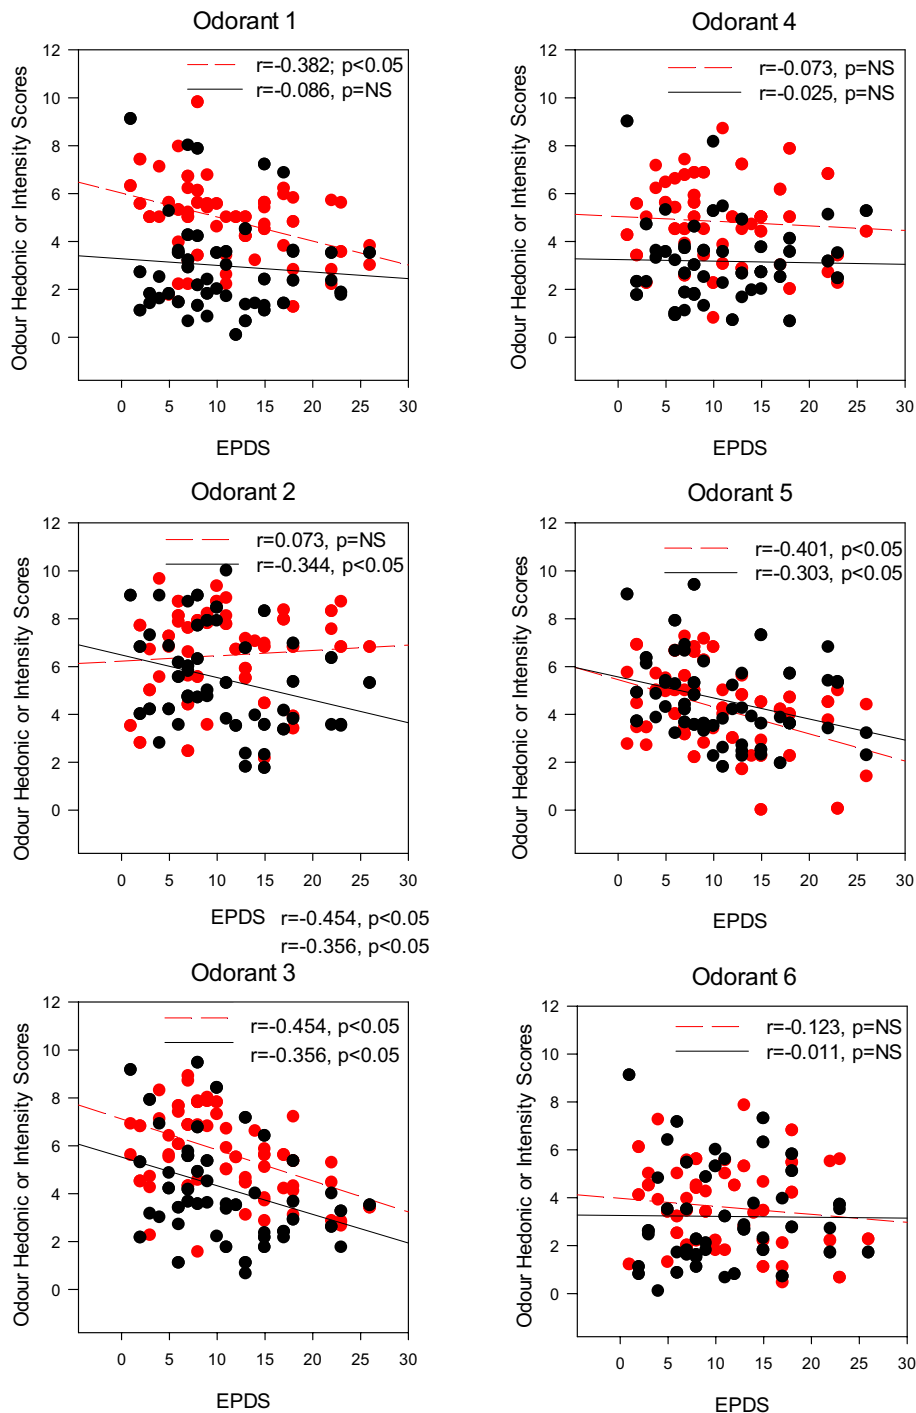 Odorant 1
Odour Hedonic or Intensity Scores
12
10
8
6
4
2
0
r=-0.382; p<0.05
r=-0.086, p=NS
0 5 10 15 20 25 30
EPDS
Odorant 4
Odour Hedonic or Intensity Scores
12
10
8
6
4
2
0
r=-0.073, p=NS
r=-0.025, p=NS
0 5 10 15 20 25 30
EPDS
Odorant 2
Odour Hedonic or Intensity Scores
12
10
8
6
4
2
0
r=0.073, p=NS
r=-0.344, p<0.05
0 5 10 15 20 25 30
EPDS
r=-0.454, p<0.05
r=-0.356, p<0.05
Odorant 5
Odour Hedonic or Intensity Scores
12
10
8
6
4
2
0
r=-0.401, p<0.05
r=-0.303, p<0.05
0 5 10 15 20 25 30
EPDS
Odorant 3
Odour Hedonic or Intensity Scores
12
10
8
6
4
2
0
r=-0.454, p<0.05
r=-0.356, p<0.05
0 5 10 15 20 25 30
EPDS
Odorant 6
Odour Hedonic or Intensity Scores
12
10
8
6
4
2
0
r=-0.123, p=NS
r=-0.011, p=NS
0 5 10 15 20 25 30
EPDS